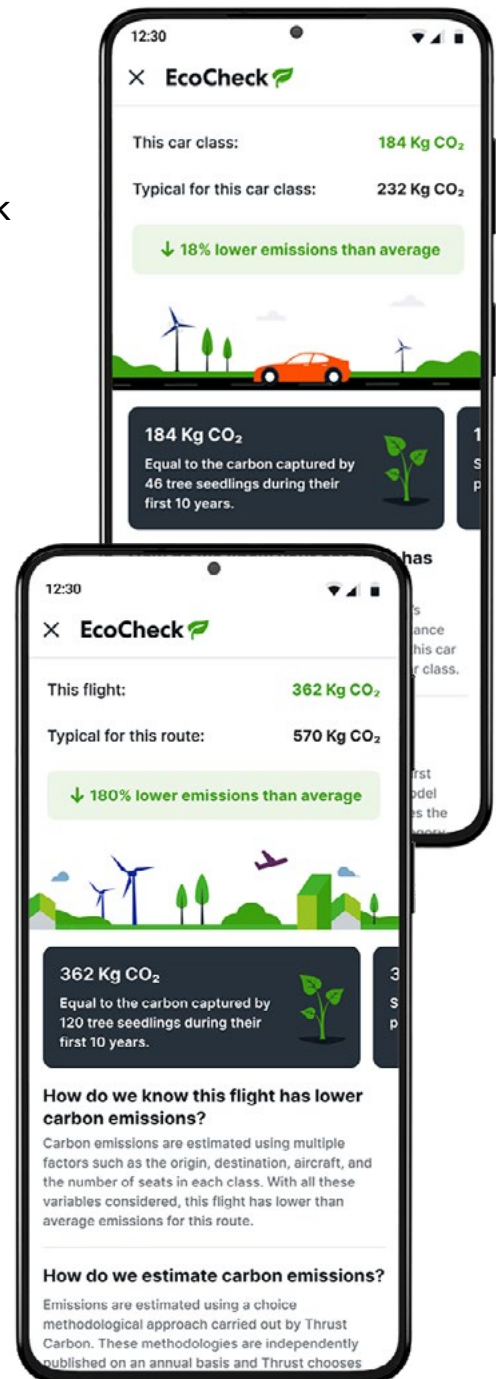 12:30
EcoCheck
This car class: 184 Kg CO₂
Typical for this car class: 232 Kg CO₂
↓ 18% lower emissions than average
184 Kg CO₂
Equal to the carbon captured by
46 tree seedlings during their
first 10 years.
has
his car
r class.
12:30
EcoCheck
This flight: 362 Kg CO₂
Typical for this route: 570 Kg CO₂
↓ 180% lower emissions than average
362 Kg CO₂
Equal to the carbon captured by
120 tree seedlings during their
first 10 years.
How do we know this flight has lower
carbon emissions?
Carbon emissions are estimated using multiple
factors such as the origin, destination, aircraft, and
the number of seats in each class. With all these
variables considered, this flight has lower than
average emissions for this route.
How do we estimate carbon emissions?
Emissions are estimated using a choice
methodological approach carried out by Thrust
Carbon. These methodologies are independently
published on an annual basis and Thrust chooses